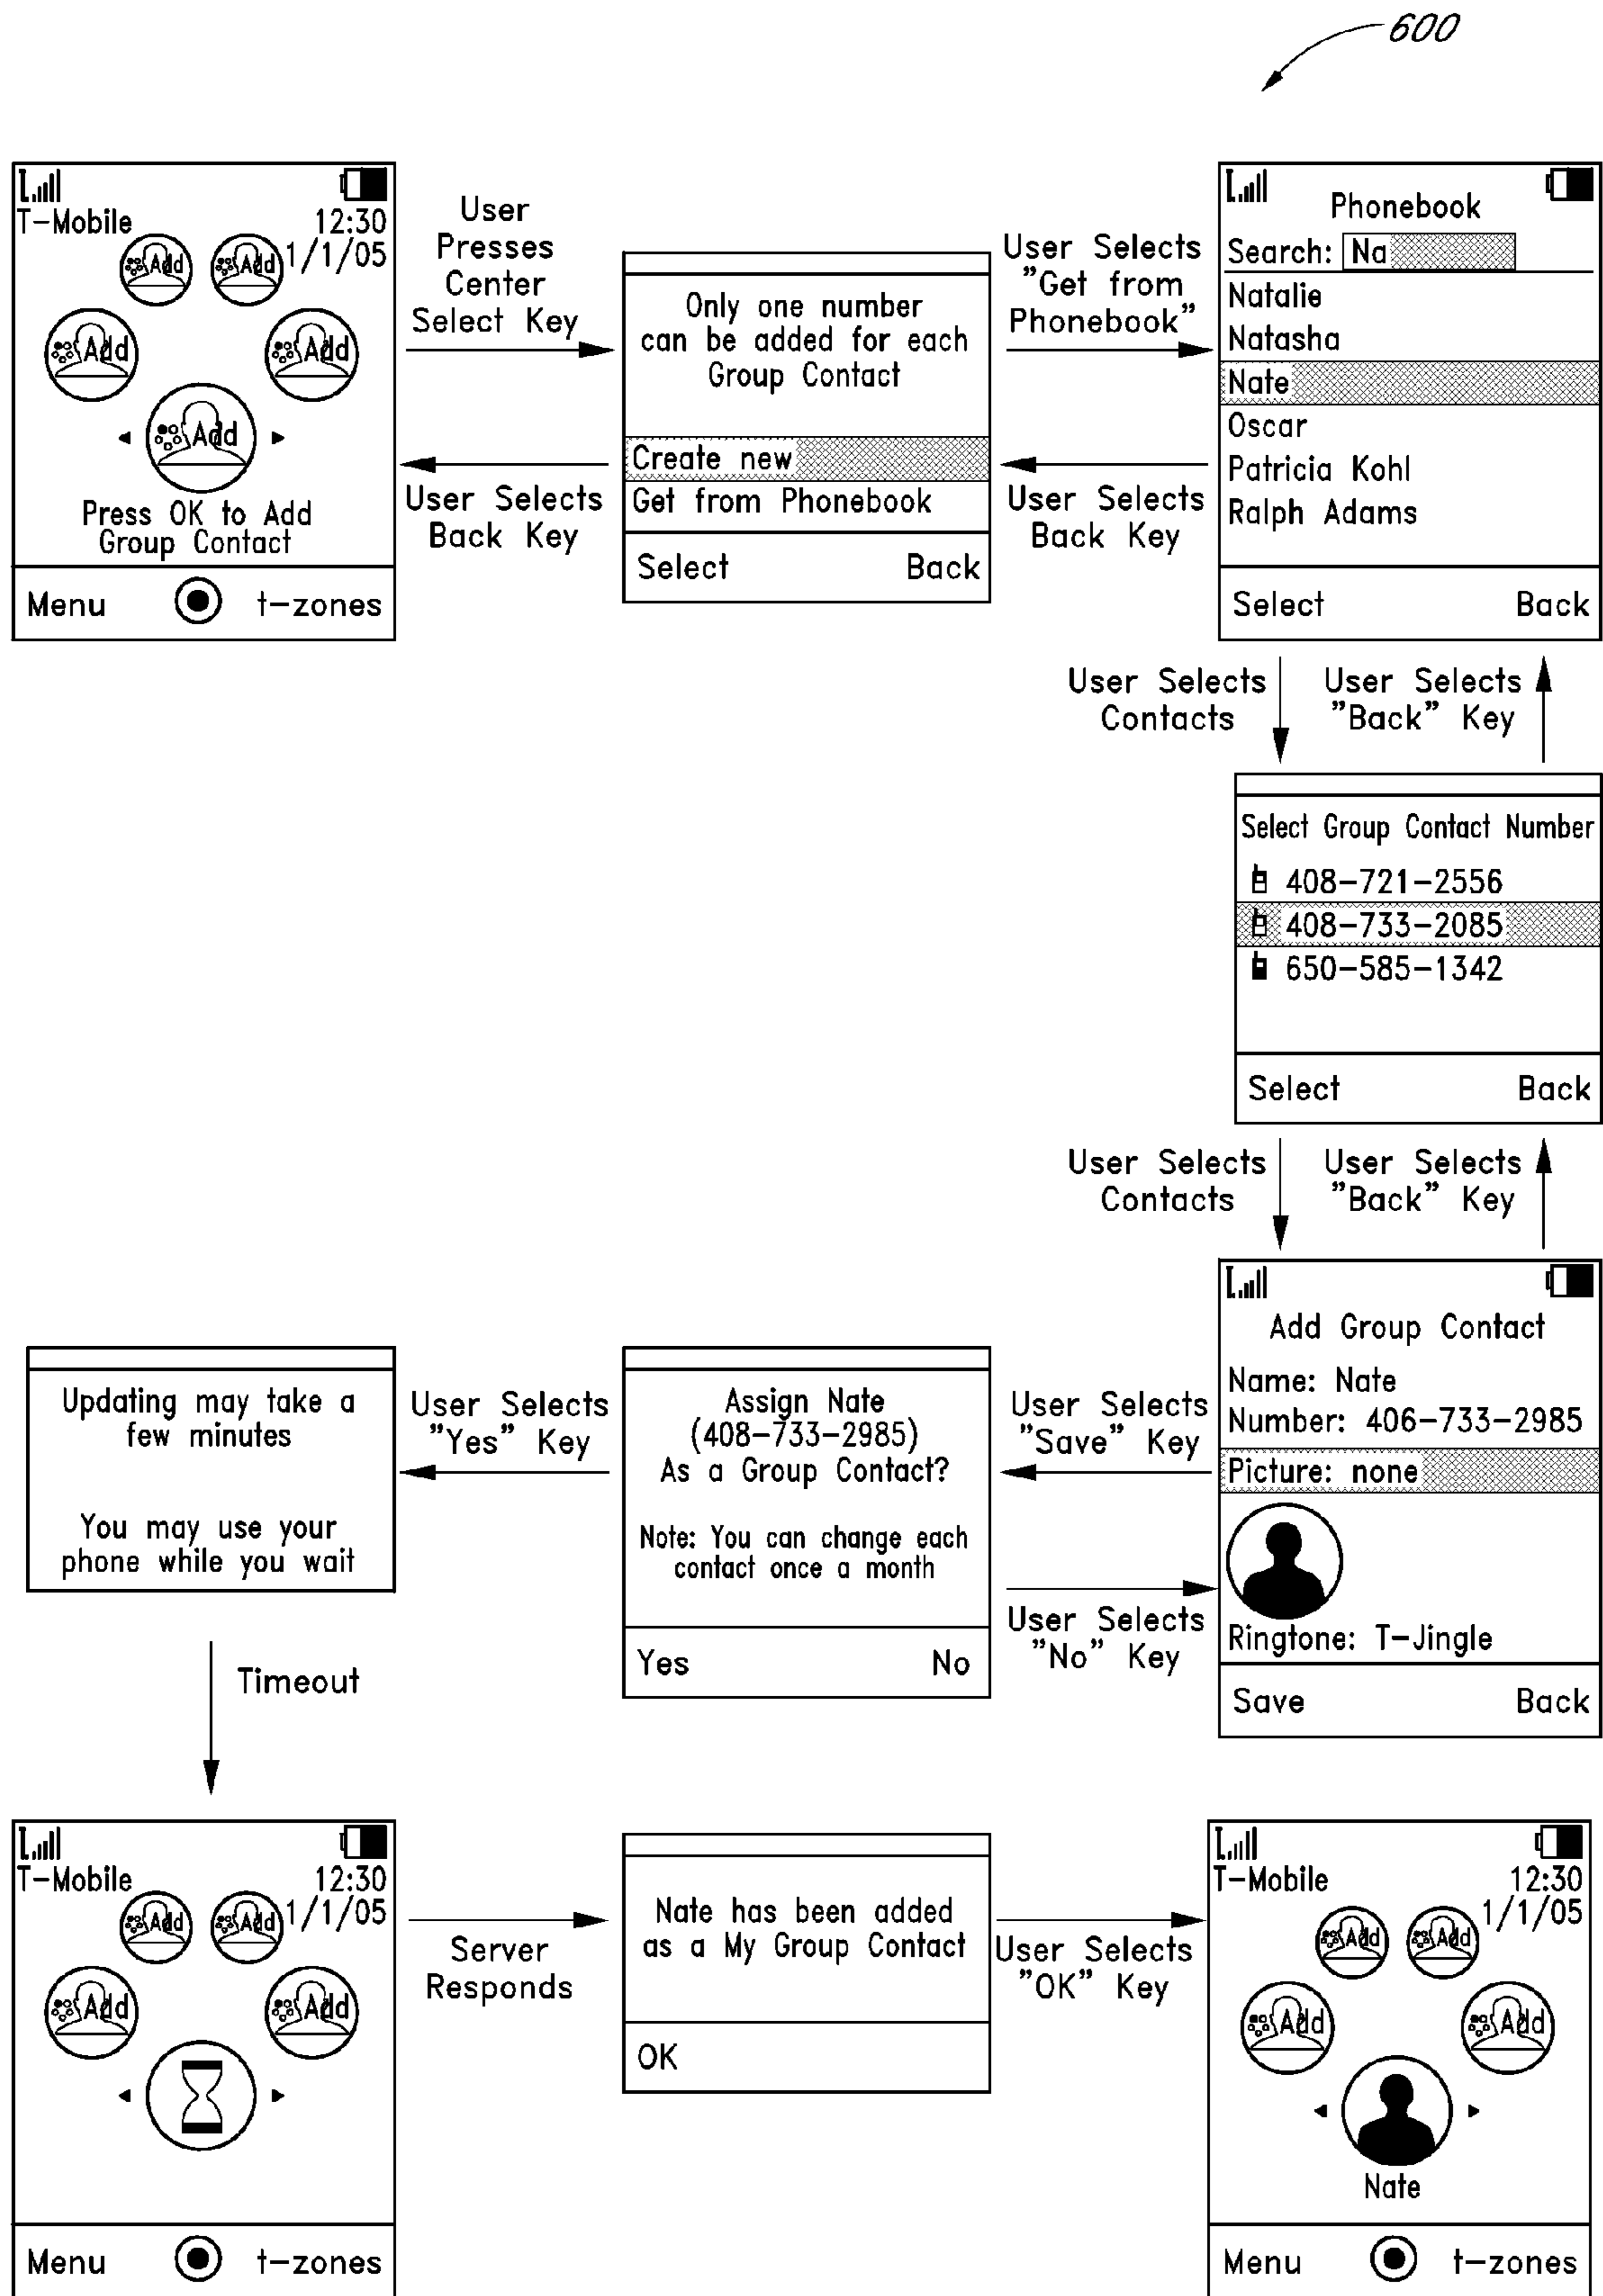 600
T-Mobile
12:30
1/1/05
Add
Add
Add
Add
Add
Press OK to Add
Group Contact
Menu
t-zones
User
Presses
Center
Select Key
User Selects
Back Key
Only one number
can be added for each
Group Contact
Create new
Get from Phonebook
Select
Back
User Selects
"Get from
Phonebook"
User Selects
Back Key
Phonebook
Search: Na
Natalie
Natasha
Nate
Oscar
Patricia Kohl
Ralph Adams
Select
Back
User Selects
Contacts
User Selects
"Back" Key
Select Group Contact Number
408-721-2556
408-733-2085
650-585-1342
Select
Back
User Selects
Contacts
User Selects
"Back" Key
Add Group Contact
Name: Nate
Number: 406-733-2985
Picture: none
Ringtone: T-Jingle
Save
Back
User Selects
"Save" Key
User Selects
"No" Key
Assign Nate
(408-733-2985)
As a Group Contact?
Note: You can change each
contact once a month
Yes
No
User Selects
"Yes" Key
Updating may take a
few minutes
You may use your
phone while you wait
Timeout
T-Mobile
12:30
1/1/05
Add
Add
Add
Add
Menu
t-zones
Server
Responds
Nate has been added
as a My Group Contact
OK
User Selects
"OK" Key
T-Mobile
12:30
1/1/05
Add
Add
Add
Add
Nate
Menu
t-zones